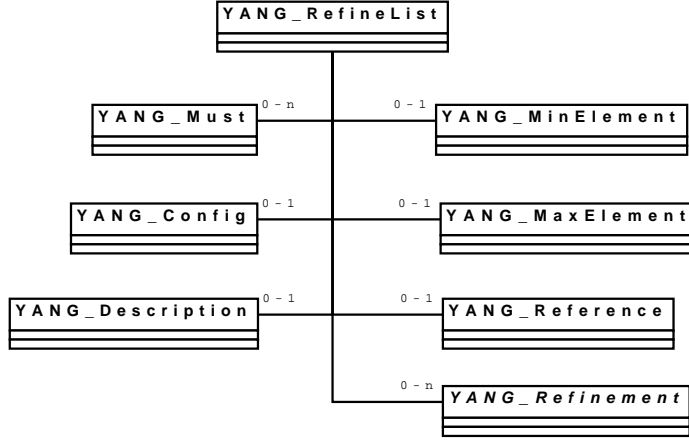 YANG_RefineList
0-n
0-1
YANG_Must
YANG_MinElement
0-1
0-1
YANG_Config
YANG_MaxElement
0-1
0-1
YANG_Description
YANG_Reference
0-n
YANG_Refinement